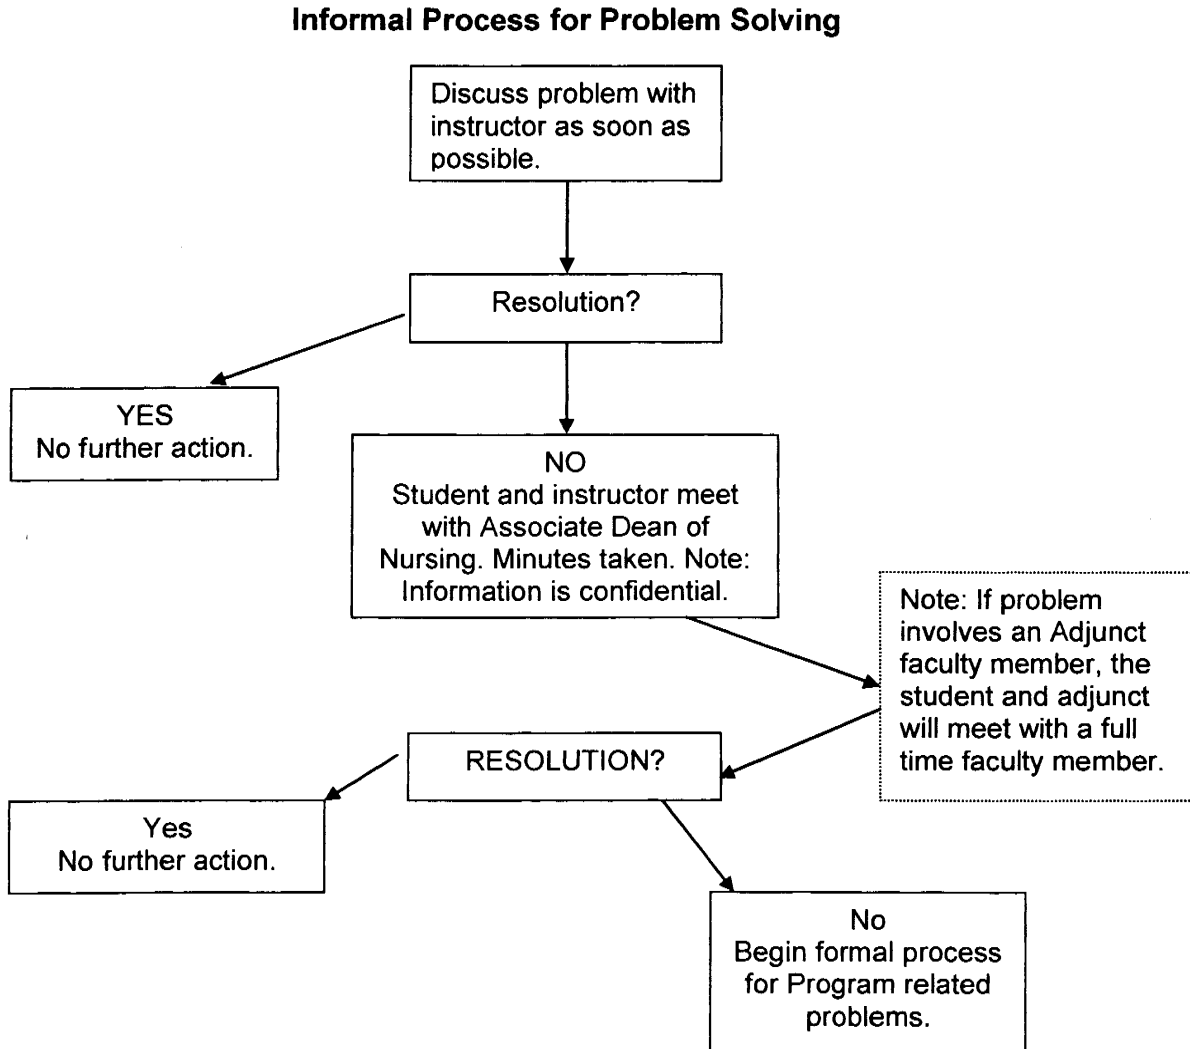 Informal Process for Problem Solving
Discuss problem with
instructor as soon as
possible.
Resolution?
YES
No further action.
NO
Student and instructor meet
with Associate Dean of
Nursing. Minutes taken. Note:
Information is confidential.
Note: If problem
involves an Adjunct
faculty member, the
student and adjunct
will meet with a full
time faculty member.
RESOLUTION?
Yes
No further action.
No
Begin formal process
for Program related
problems.